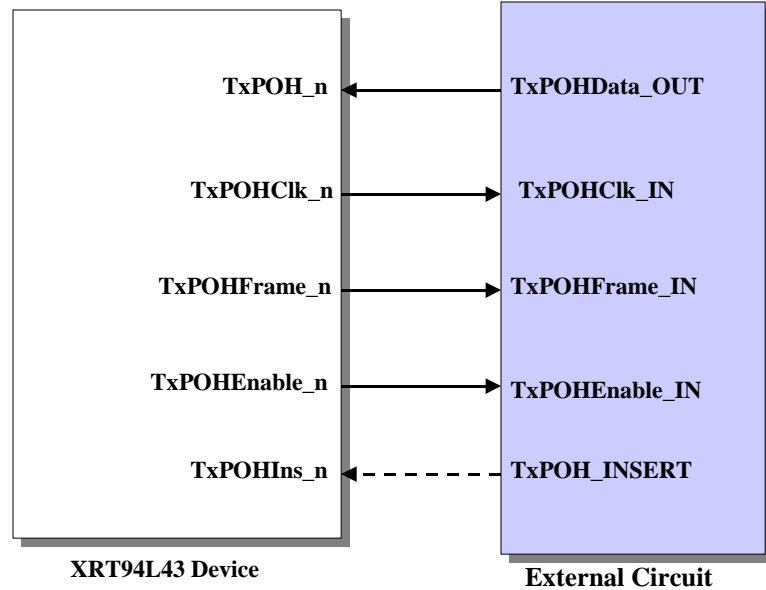 TxPOH_n TxPOHData_OUT
TxPOHClk_n TxPOHClk_IN
TxPOHFrame_n TxPOHFrame_IN
TxPOHEnable_n TxPOHEnable_IN
TxPOHIns_n TxPOH_INSERT
XRT94L43 Device External Circuit